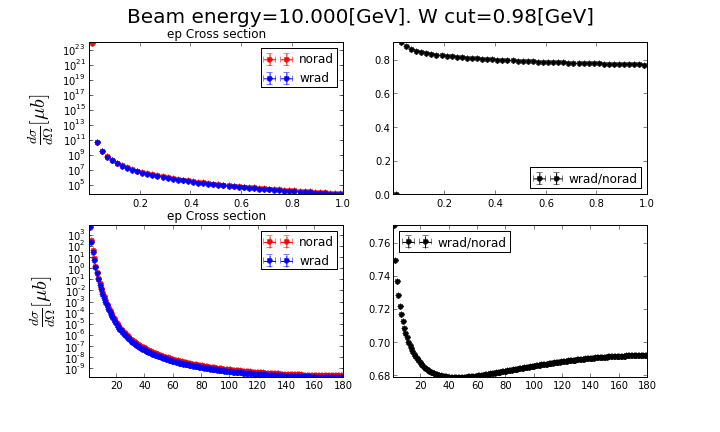 Beam energy=10.000[GeV]. W cut=0.98[GeV]
ep Cross section
dσ/dΩ [μb]
10^23
10^21
10^19
10^17
10^15
10^13
10^11
10^9
10^7
10^5
norad
wrad
0.2 0.4 0.6 0.8 1.0
0.8
0.6
0.4
0.2
0.0
wrad/norad
0.2 0.4 0.6 0.8 1.0
ep Cross section
dσ/dΩ [μb]
10^3
10^2
10^1
10^0
10^-1
10^-2
10^-3
10^-4
10^-5
10^-6
10^-7
10^-8
10^-9
norad
wrad
20 40 60 80 100 120 140 160 180
0.76
0.74
0.72
0.70
0.68
wrad/norad
20 40 60 80 100 120 140 160 180